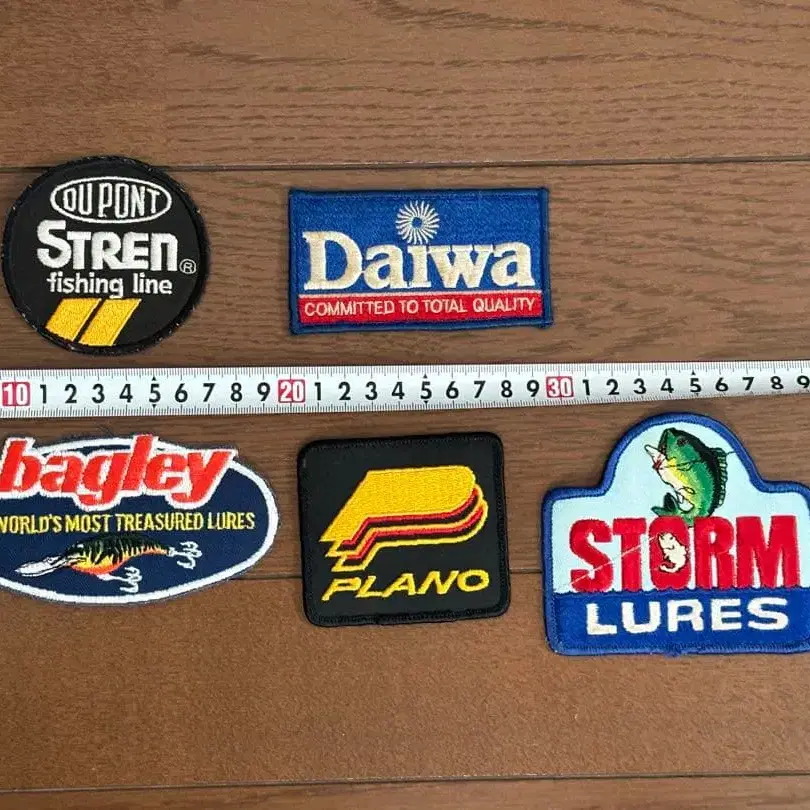 DU PONT
STREN®
fishing line
Daiwa
COMMITTED TO TOTAL QUALITY
10 1 2 3 4 5 6 7 8 9 20 1 2 3 4 5 6 7 8 9 30 1 2 3 4 5 6 7 8 9
bagley
WORLD'S MOST TREASURED LURES
PLANO
STORM
LURES